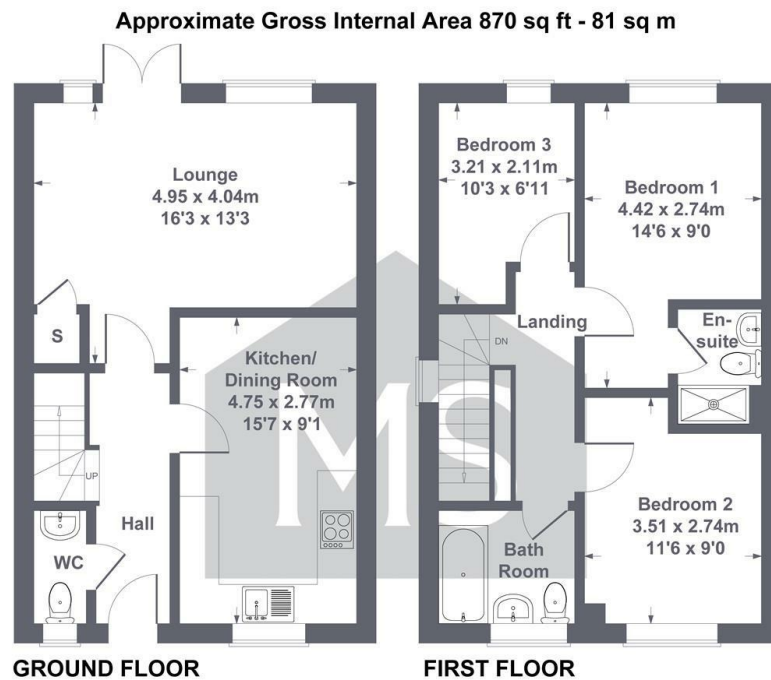 Approximate Gross Internal Area 870 sq ft - 81 sq m
Lounge
4.95 x 4.04m
16'3 x 13'3
S
Kitchen/
Dining Room
4.75 x 2.77m
15'7 x 9'1
UP
Hall
WC
GROUND FLOOR
Bedroom 3
3.21 x 2.11m
10'3 x 6'11
Bedroom 1
4.42 x 2.74m
14'6 x 9'0
Landing
En-
suite
DN
Bedroom 2
3.51 x 2.74m
11'6 x 9'0
Bath
Room
FIRST FLOOR
MS